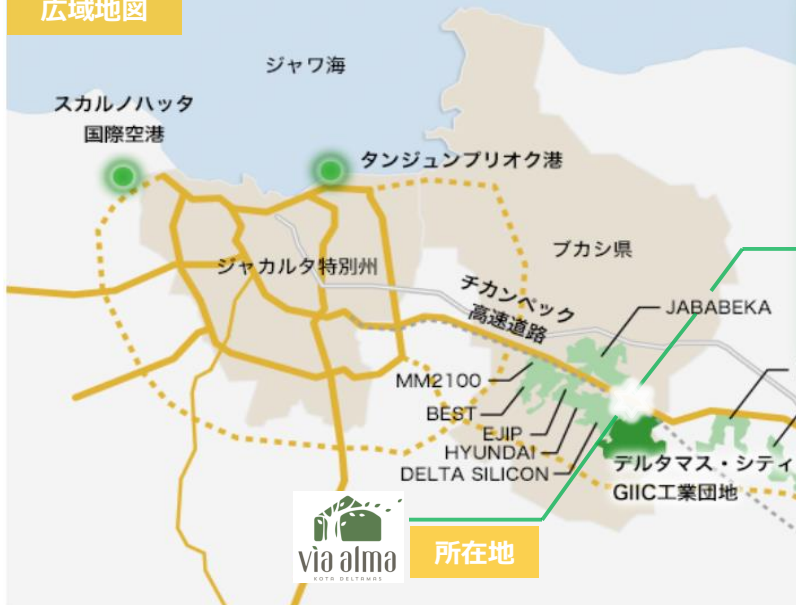 広域地図
ジャワ海
スカルノハッタ
国際空港
タンジュンプリオク港
ブカシ県
ジャカルタ特別州
チカンペック
高速道路
JABABEKA
MM2100
BEST
EJIP
HYUNDAI
DELTA SILICON
デルタマス・シティ
GIIC工業団地
via alma
KOTA DELTAMAS
所在地